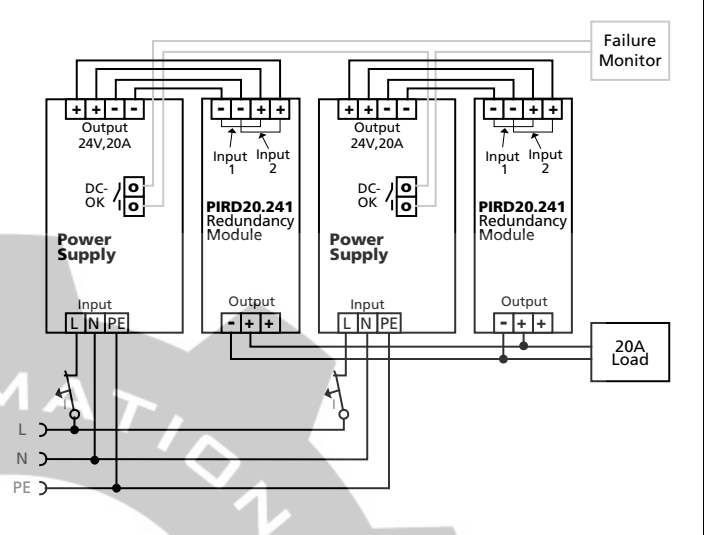 Failure
Monitor
+ + - -
- - + +
+ + - -
- - + +
Output
24V,20A
Input
1
Input
2
Output
24V,20A
Input
1
Input
2
DC-
OK
PIRD20.241
Redundancy
Module
DC-
OK
PIRD20.241
Redundancy
Module
Power
Supply
Power
Supply
Input
L N PE
Output
- + +
Input
L N PE
Output
- + +
20A
Load
I
I
MATION
L
N
PE